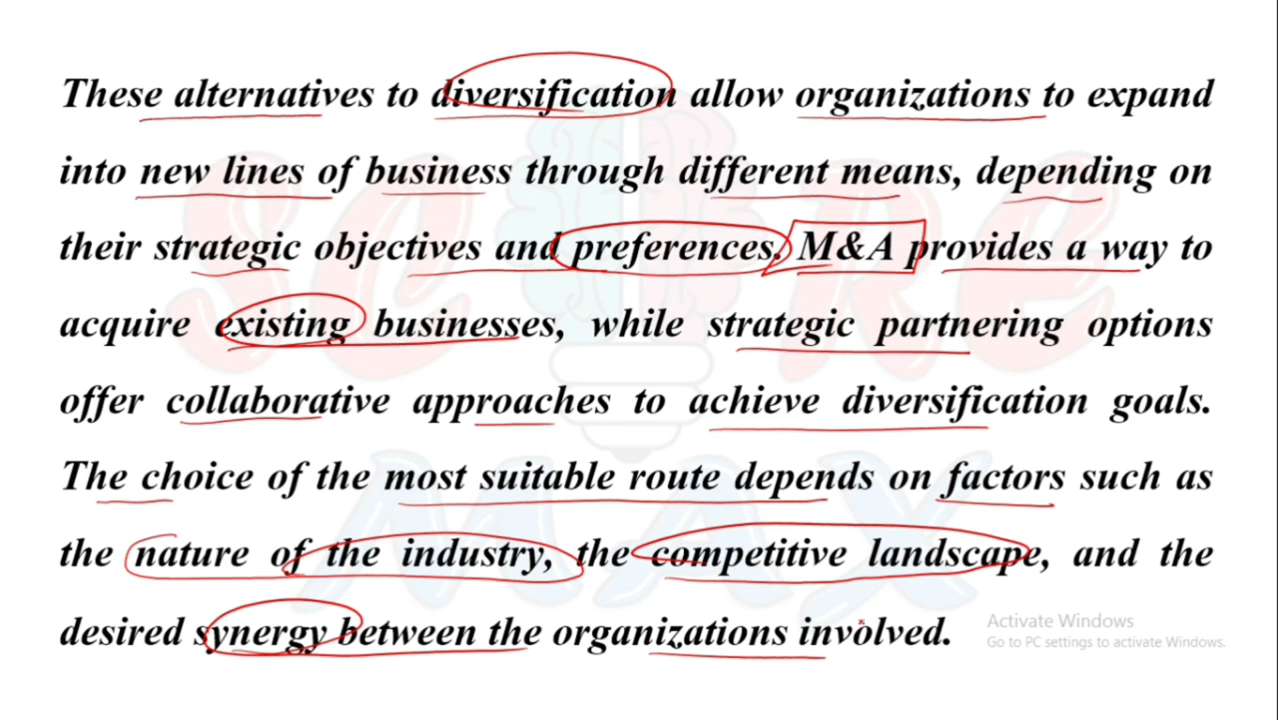 These alternatives to diversification allow organizations to expand
into new lines of business through different means, depending on
their strategic objectives and preferences. M&A provides a way to
acquire existing businesses, while strategic partnering options
offer collaborative approaches to achieve diversification goals.
The choice of the most suitable route depends on factors such as
the nature of the industry, the competitive landscape, and the
desired synergy between the organizations involved.
SCORE
MAX
Activate Windows
Go to PC settings to activate Windows.